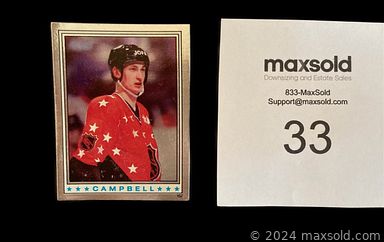 maxsold
Downsizing and Estate Sales
833-MaxSold
Support@maxsold.com
33
★★★CAMPBELL★★★
© 2024 maxsold.com